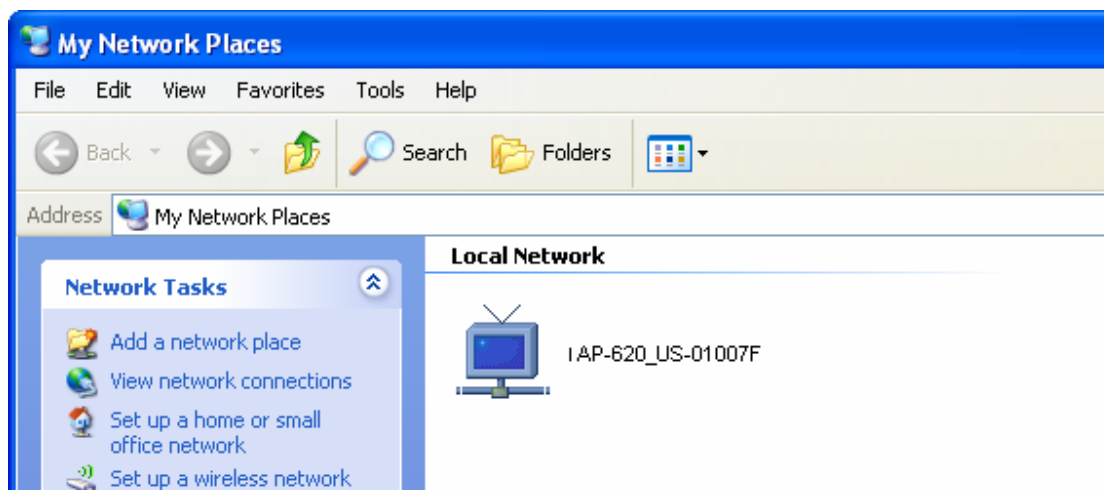 My Network Places
File Edit View Favorites Tools Help
Back Search Folders
Address My Network Places
Network Tasks
Add a network place
View network connections
Set up a home or small
office network
Set up a wireless network
Local Network
IAP-620_US-01007F